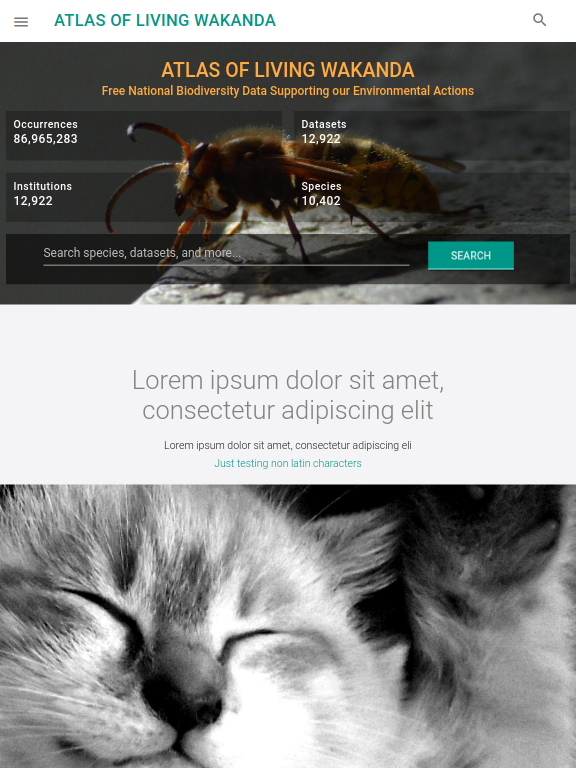 ATLAS OF LIVING WAKANDA
ATLAS OF LIVING WAKANDA
Free National Biodiversity Data Supporting our Environmental Actions
Occurrences
86,965,283
Datasets
12,922
Institutions
12,922
Species
10,402
Search species, datasets, and more...
SEARCH
Lorem ipsum dolor sit amet,
consectetur adipiscing elit
Lorem ipsum dolor sit amet, consectetur adipiscing eli
Just testing non latin characters